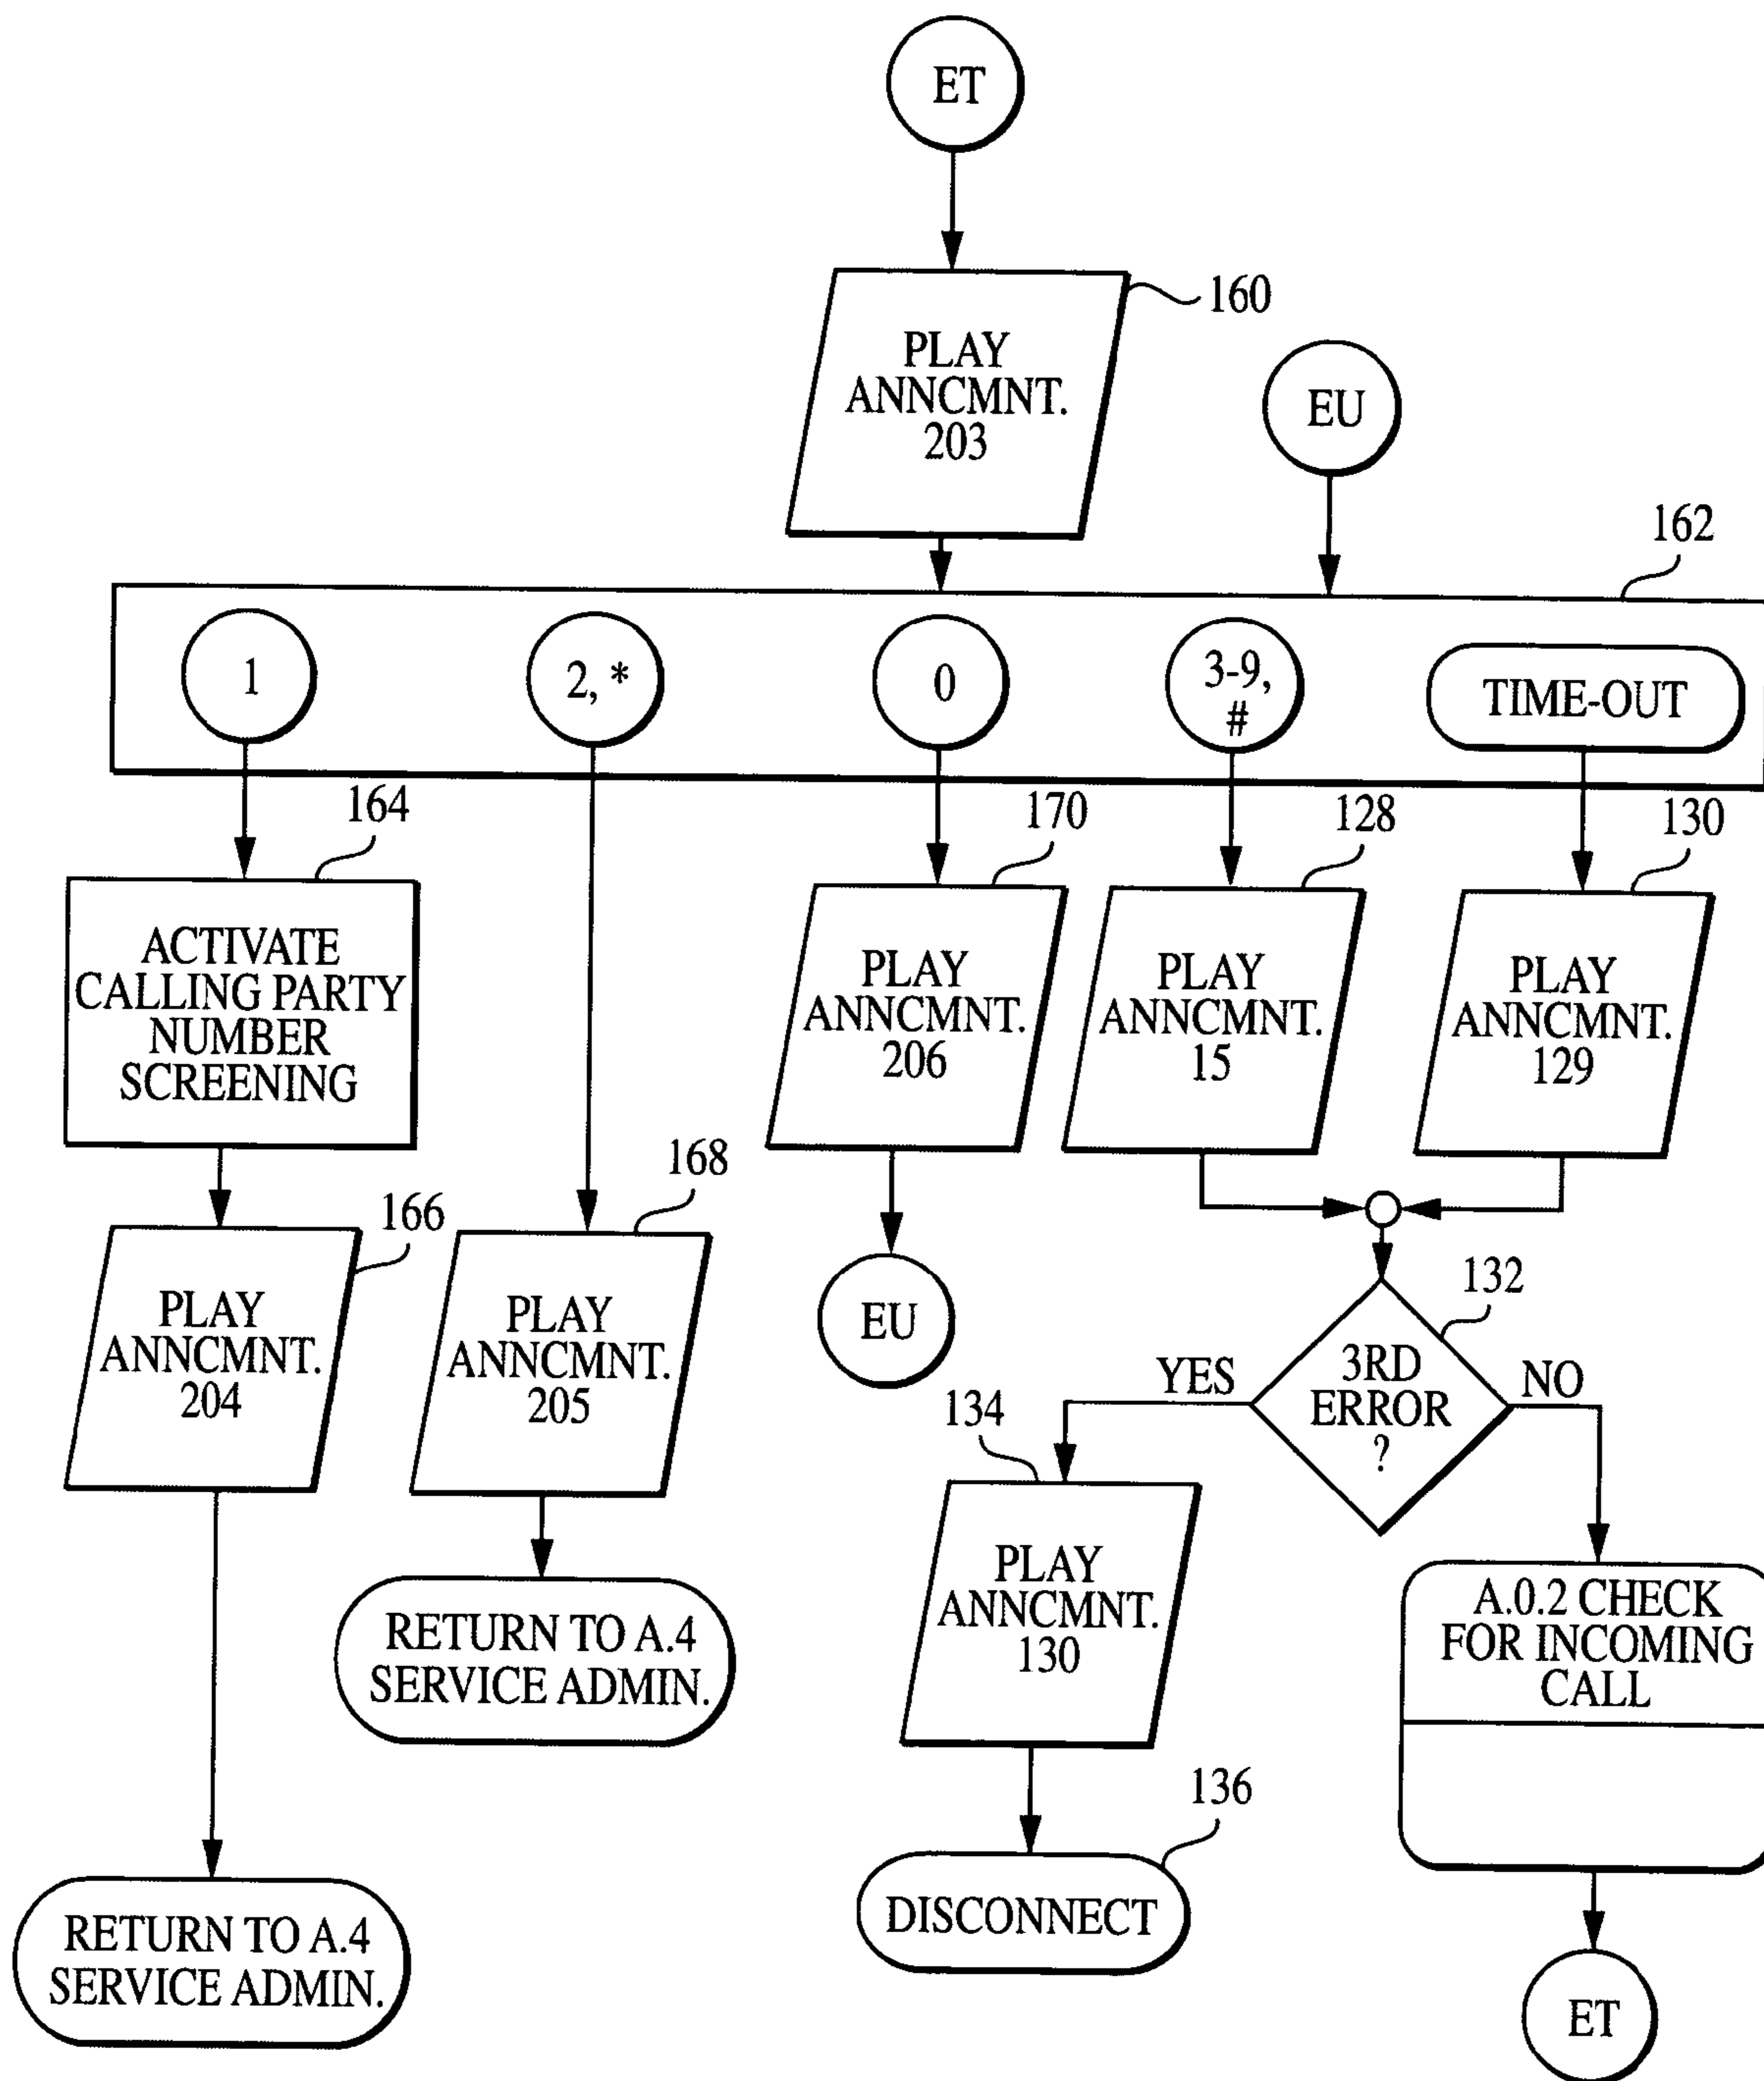 ET
160
PLAY
ANNCMNT.
203
EU
162
1
2, *
0
3-9,
#
TIME-OUT
164
170
128
130
ACTIVATE
CALLING PARTY
NUMBER
SCREENING
PLAY
ANNCMNT.
206
PLAY
ANNCMNT.
15
PLAY
ANNCMNT.
129
166
PLAY
ANNCMNT.
204
168
PLAY
ANNCMNT.
205
EU
132
3RD
ERROR
?
YES
NO
134
PLAY
ANNCMNT.
130
A.0.2 CHECK
FOR INCOMING
CALL
RETURN TO A.4
SERVICE ADMIN.
136
DISCONNECT
RETURN TO A.4
SERVICE ADMIN.
ET